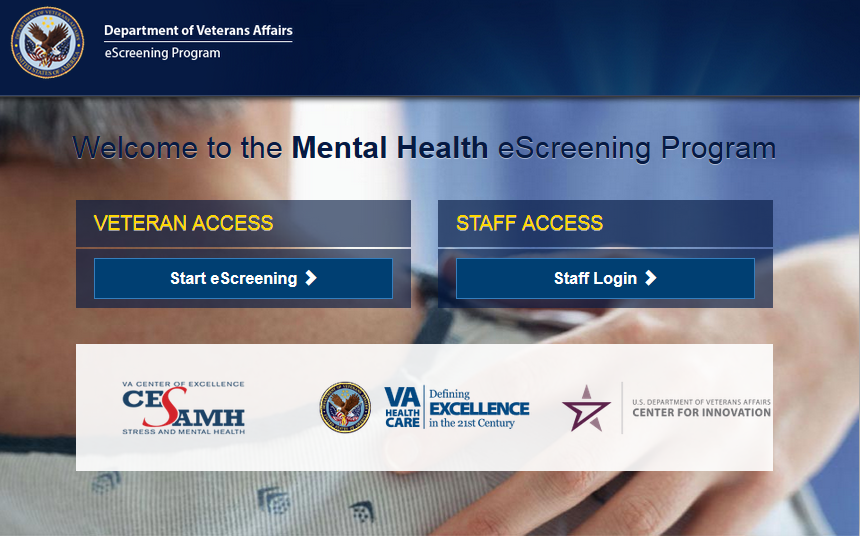 Department of Veterans Affairs
eScreening Program
Welcome to the Mental Health eScreening Program
VETERAN ACCESS
Start eScreening
STAFF ACCESS
Staff Login
VA CENTER OF EXCELLENCE
CESAMH
STRESS AND MENTAL HEALTH
VA
HEALTH
CARE
Defining
EXCELLENCE
in the 21st Century
U.S. DEPARTMENT OF VETERANS AFFAIRS
CENTER FOR INNOVATION